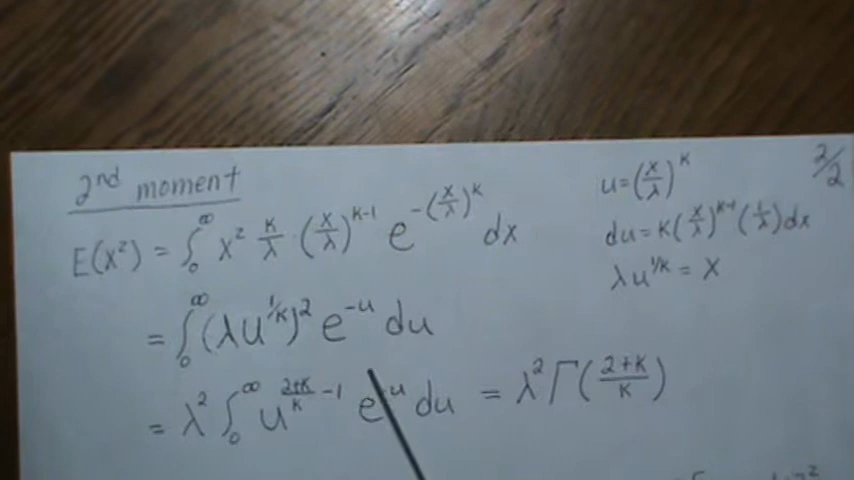 2nd moment
2/2
u=(x/λ)^k
E(x²) = ∫₀^∞ x² k/λ (x/λ)^(k-1) e^(-(x/λ)^k) dx
du=k(x/λ)^(k-1)(1/λ)dx
λu^(1/k) = x
= ∫₀^∞ (λu^(1/k))² e^(-u) du
= λ² ∫₀^∞ u^((2+k)/k -1) e^(-u) du = λ² Γ((2+k)/k)